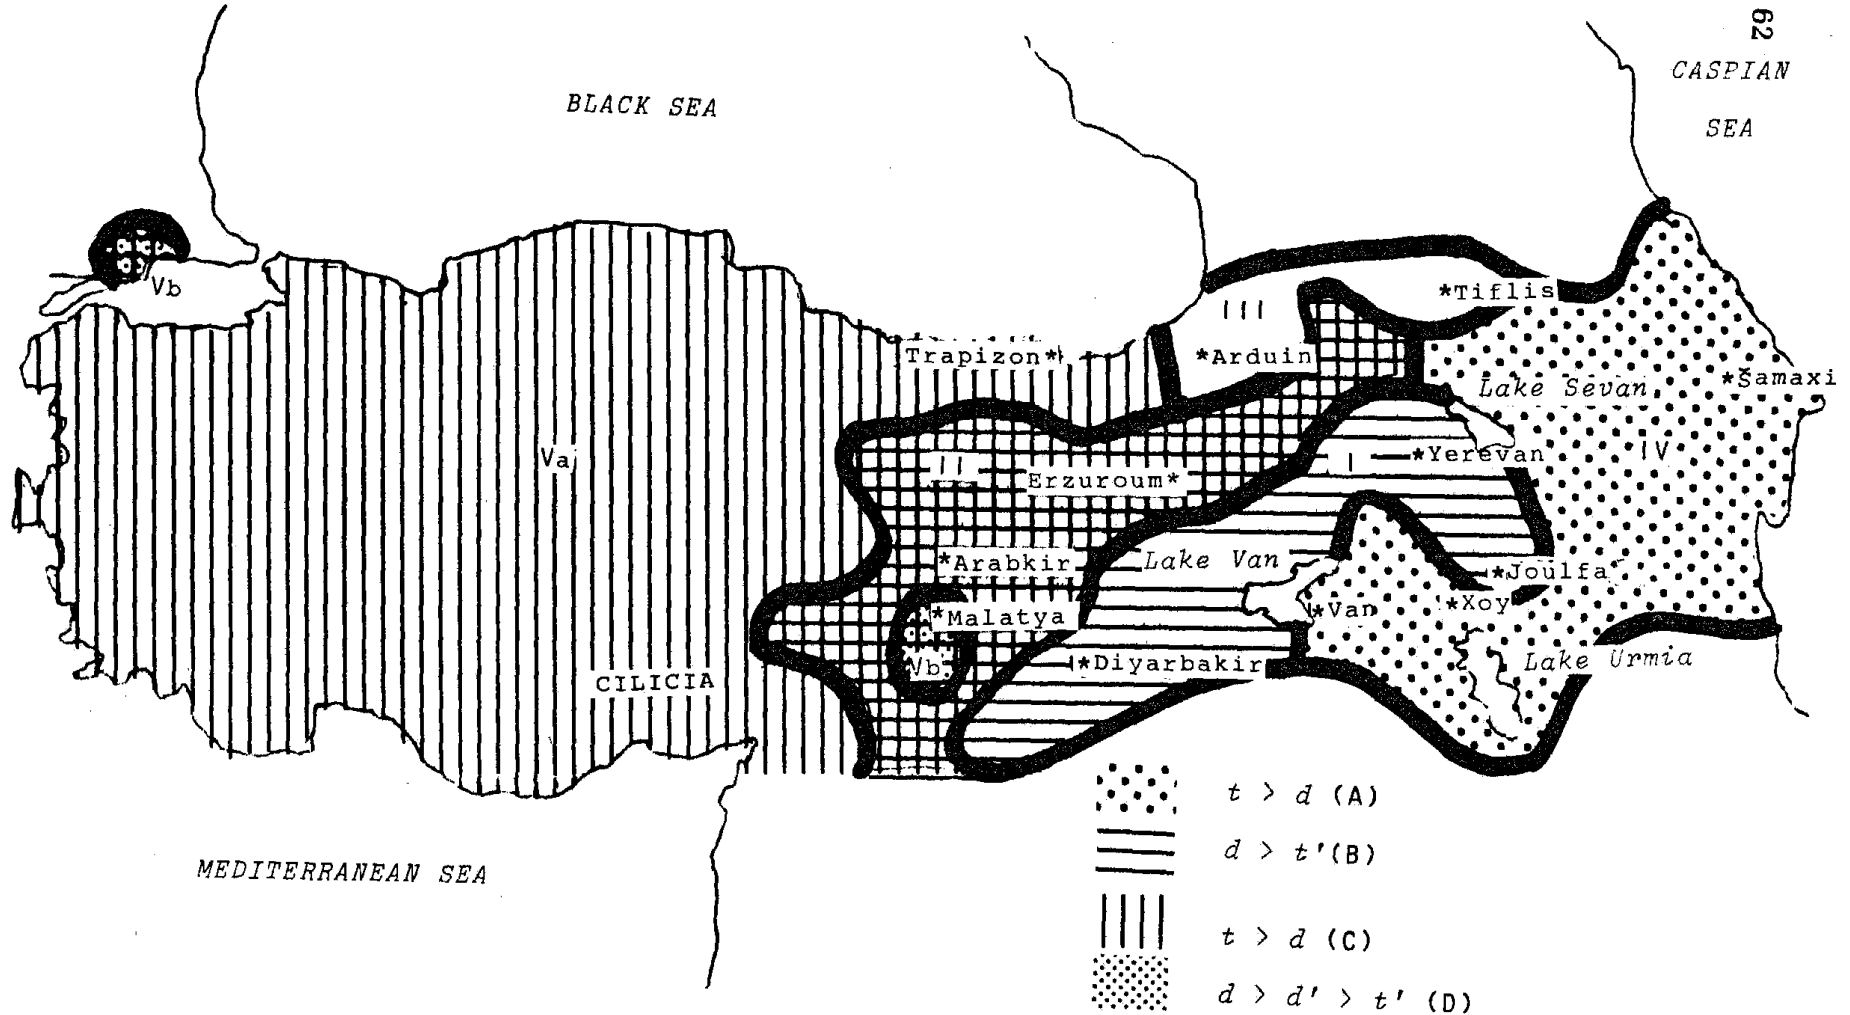 62
CASPIAN
SEA
BLACK SEA
Vb
*Tiflis
III
Trapizon*
*Arduin
Lake Sevan
*Šamaxi
Va
II
Erzuroum*
I
*Yerevan
IV
*Arabkir
Lake Van
*Joulfa
*Malatya
*Van
*Xoy
Vb
*Diyarbakir
Lake Urmia
CILICIA
MEDITERRANEAN SEA
t > d (A)
d > t'(B)
t > d (C)
d > d' > t' (D)